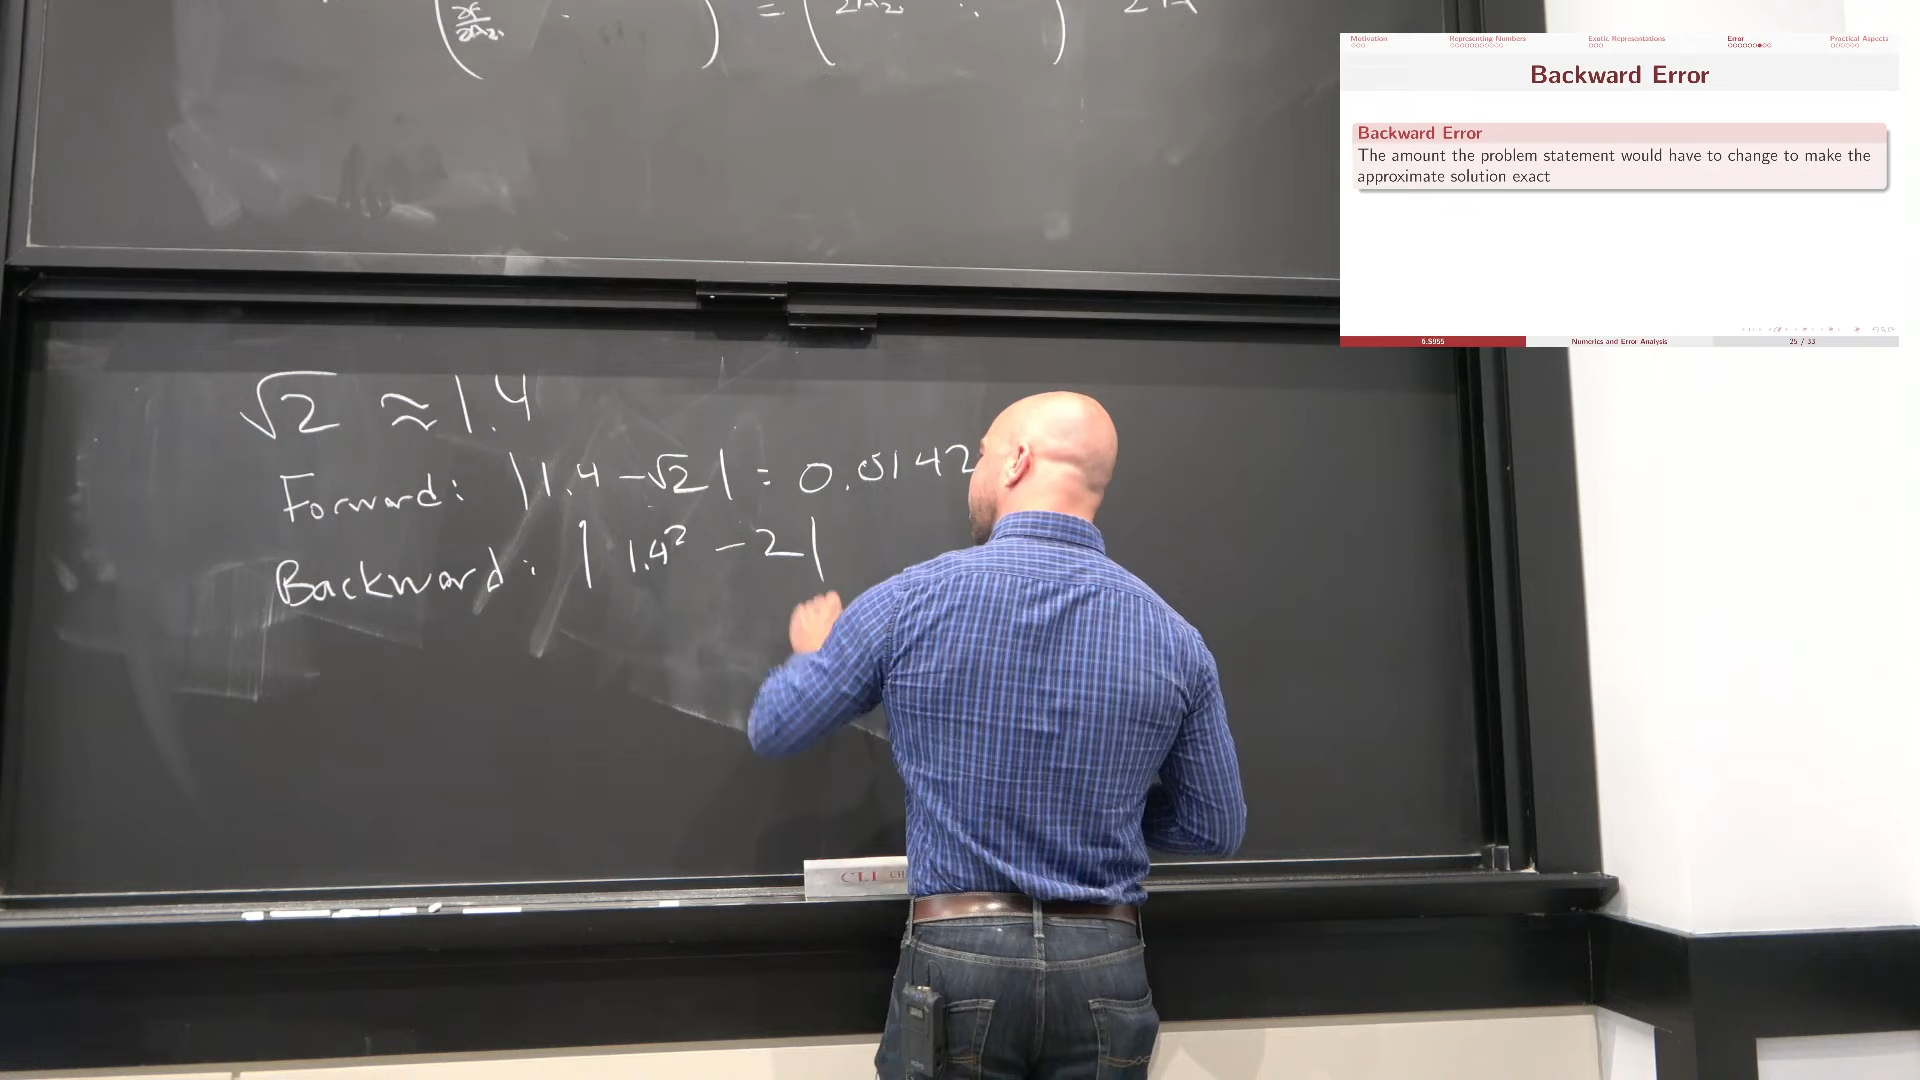 Motivation Representing Numbers Exotic Representations Error Practical Aspects
Backward Error
Backward Error
The amount the problem statement would have to change to make the
approximate solution exact
6.S955 Numerics and Error Analysis 25 / 33
√2 ≈ 1.4
Forward: |1.4 - √2| = 0.0142
Backward: |1.4² - 2|
CLI CH